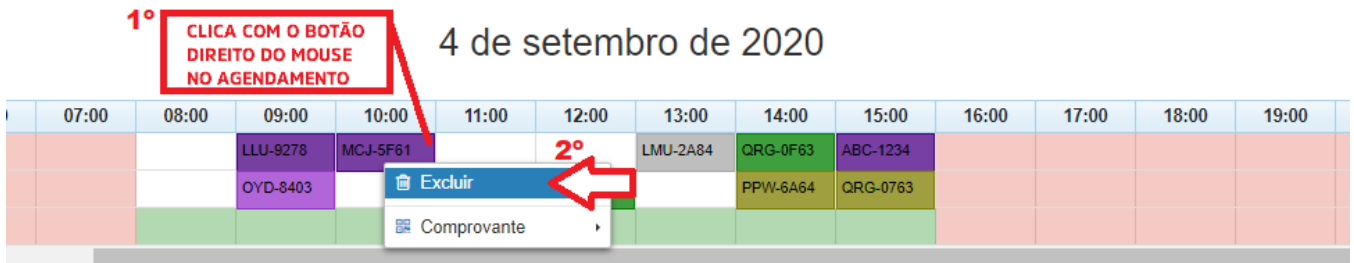 1º
CLICA COM O BOTÃO
DIREITO DO MOUSE
NO AGENDAMENTO
4 de setembro de 2020
07:00 08:00 09:00 10:00 11:00 12:00 13:00 14:00 15:00 16:00 17:00 18:00 19:00
LLU-9278 MCJ-5F61 2º LMU-2A84 QRG-0F63 ABC-1234
OYD-8403 Excluir PPW-6A64 QRG-0763
Comprovante